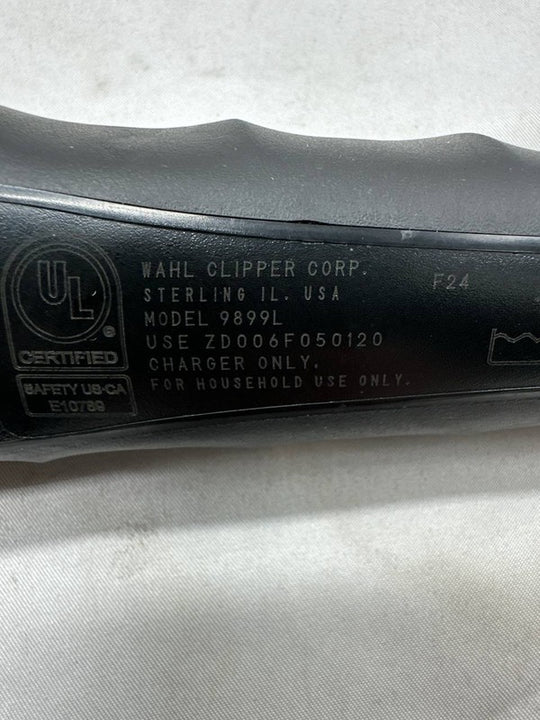 WAHL CLIPPER CORP.
STERLING IL. USA
MODEL 9899L
USE ZD006F050120
CHARGER ONLY.
FOR HOUSEHOLD USE ONLY.
F24
UL
®
CERTIFIED
SAFETY US-CA
E10789